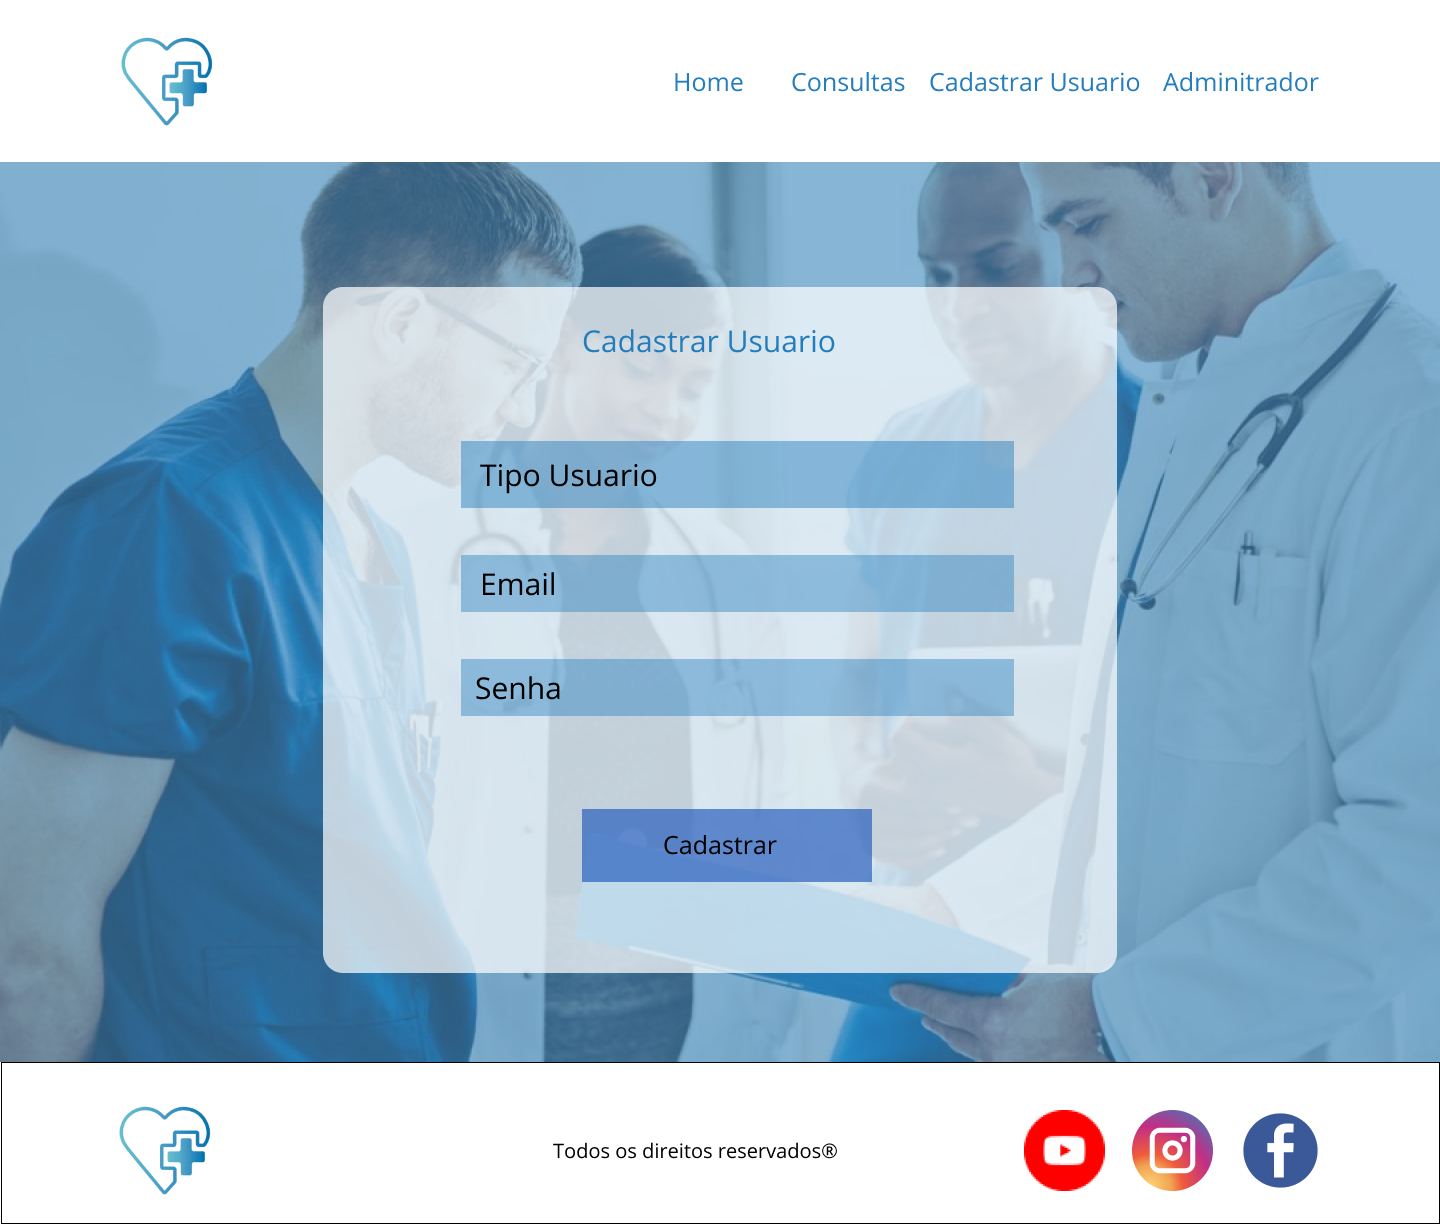 Home Consultas Cadastrar Usuario Adminitrador
Cadastrar Usuario
Tipo Usuario
Email
Senha
Cadastrar
Todos os direitos reservados®